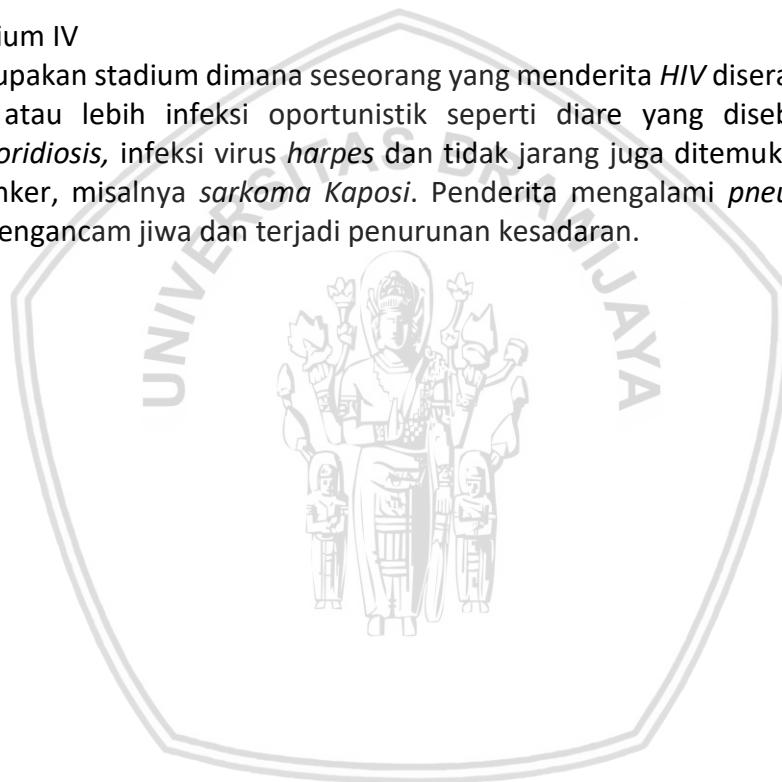 ium IV
upakan stadium dimana seseorang yang menderita HIV disera
atau lebih infeksi oportunistik seperti diare yang diseb
oridiosis, infeksi virus harpes dan tidak jarang juga ditemuk
nker, misalnya sarkoma Kaposi. Penderita mengalami pneu
engancam jiwa dan terjadi penurunan kesadaran.
UNIVERSITAS BRAWIJAYA